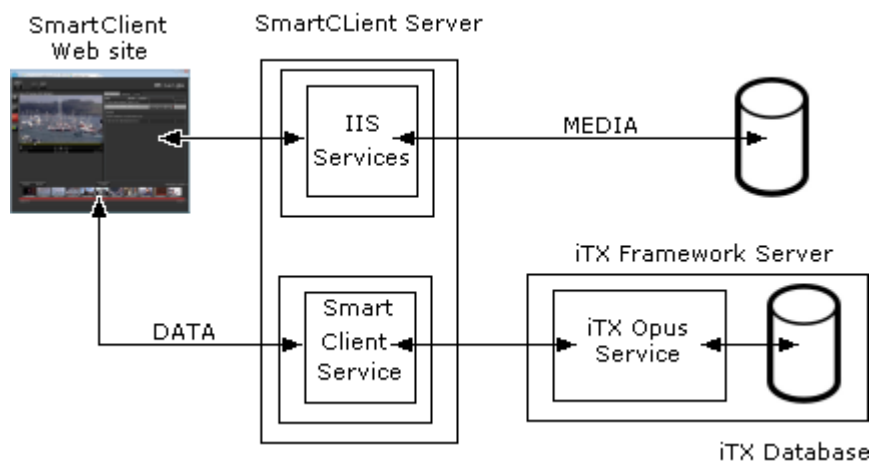 SmartClient
Web site
SmartCLient Server
IIS
Services
MEDIA
iTX Framework Server
Smart
Client
Service
DATA
iTX Opus
Service
iTX Database